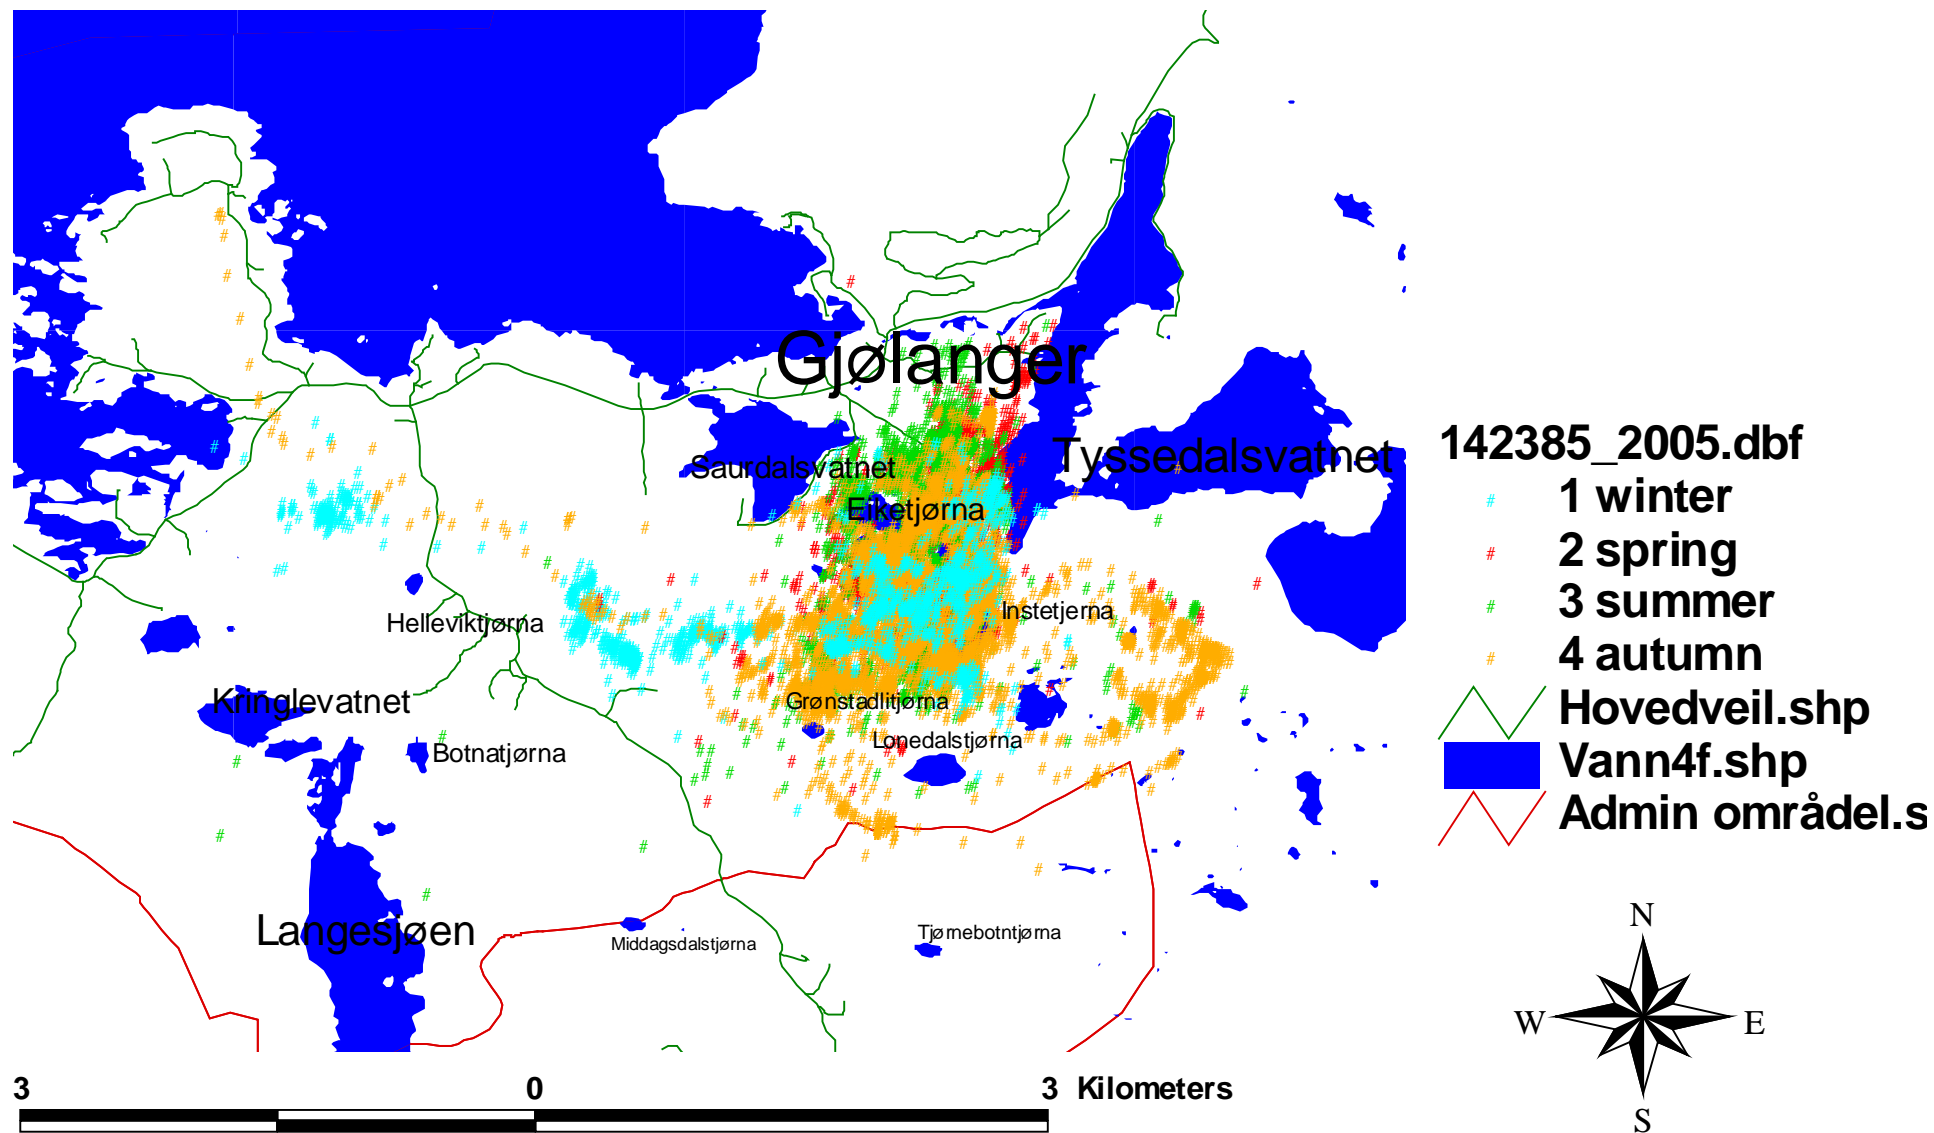 Gjølanger
Tyssedalsvatnet
Saurdalsvatnet
Eiketjørna
Instetjerna
Helleviktjørna
Kringlevatnet
Grønstadlitjørna
Lonedalstjørna
Botnatjørna
Langesjøen
Middagsdalstjørna
Tjørnebotntjørna
142385_2005.dbf
1 winter
2 spring
3 summer
4 autumn
Hovedveil.shp
Vann4f.shp
Admin områdel.s
N
W E
S
3 0 3 Kilometers